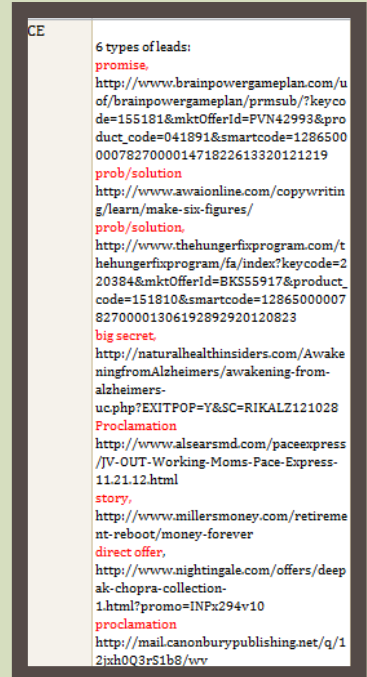 CE
6 types of leads:
promise,
http://www.brainpowergameplan.com/u
of/brainpowergameplan/prmsub/?keyco
de=155181&mktOfferId=PVN42993&pro
duct_code=041891&smartcode=1286500
000782700001471822613320121219
prob/solution
http://www.awaionline.com/copywritin
g/learn/make-six-figures/
prob/solution,
http://www.thehungerfixprogram.com/t
hehungerfixprogram/fa/index?keycode=2
20384&mktOfferId=BKS55917&product_
code=151810&smartcode=12865000007
82700001306192892920120823
big secret,
http://naturalhealthinsiders.com/Awake
ningfromAlzheimers/awakening-from-
alzheimers-
uc.php?EXITPOP=Y&SC=RIKALZ121028
Proclamation
http://www.alsearsmd.com/paceexpress
/JV-OUT-Working-Moms-Pace-Express-
11.21.12.html
story,
http://www.millersmoney.com/retireme
nt-reboot/money-forever
direct offer,
http://www.nightingale.com/offers/deep
ak-chopra-collection-
1.html?promo=INPx294v10
proclamation
http://mail.canonburypublishing.net/q/1
2jxh0Q3rS1b8/wv